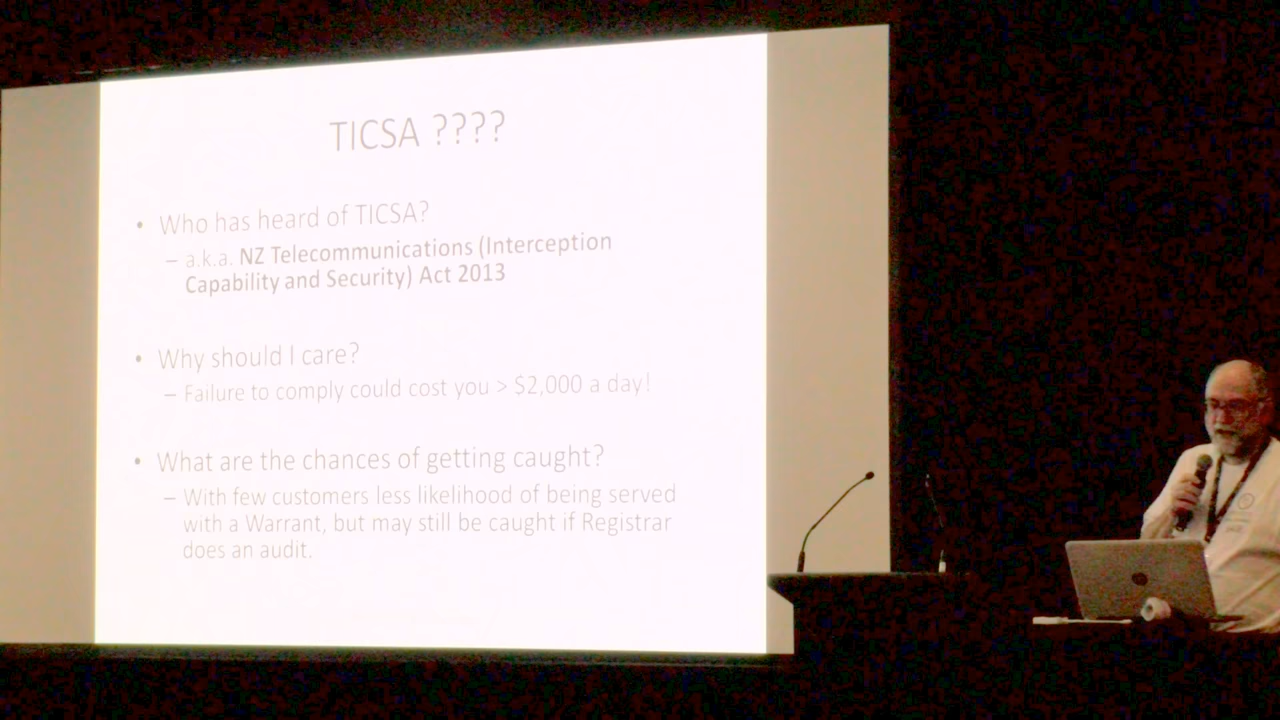 TICSA ????
• Who has heard of TICSA?
– a.k.a. NZ Telecommunications (Interception
Capability and Security) Act 2013
• Why should I care?
– Failure to comply could cost you > $2,000 a day!
• What are the chances of getting caught?
– With few customers less likelihood of being served
with a Warrant, but may still be caught if Registrar
does an audit.